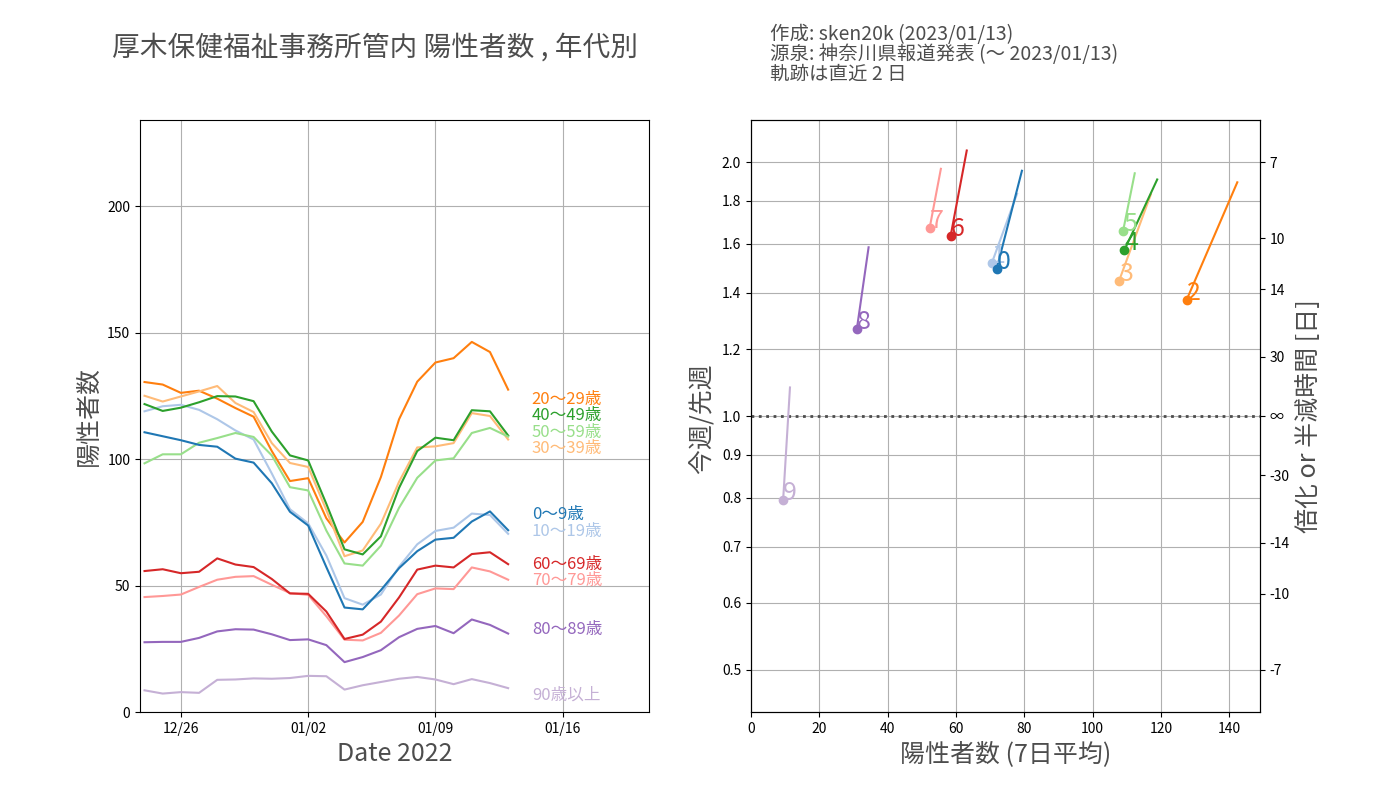 厚木保健福祉事務所管内 陽性者数 , 年代別
作成: sken20k (2023/01/13)
源泉: 神奈川県報道発表 (〜 2023/01/13)
軌跡は直近 2 日
陽性者数
200
150
100
50
0
12/26
01/02
01/09
01/16
Date 2022
20〜29歳
40〜49歳
50〜59歳
30〜39歳
0〜9歳
10〜19歳
60〜69歳
70〜79歳
80〜89歳
90歳以上
今週/先週
2.0
1.8
1.6
1.4
1.2
1.0
0.9
0.8
0.7
0.6
0.5
7
6
5
4
3
2
1
0
8
9
0
20
40
60
80
100
120
140
陽性者数 (7日平均)
7
10
14
30
∞
-30
-14
-10
-7
倍化 or 半減時間 [日]